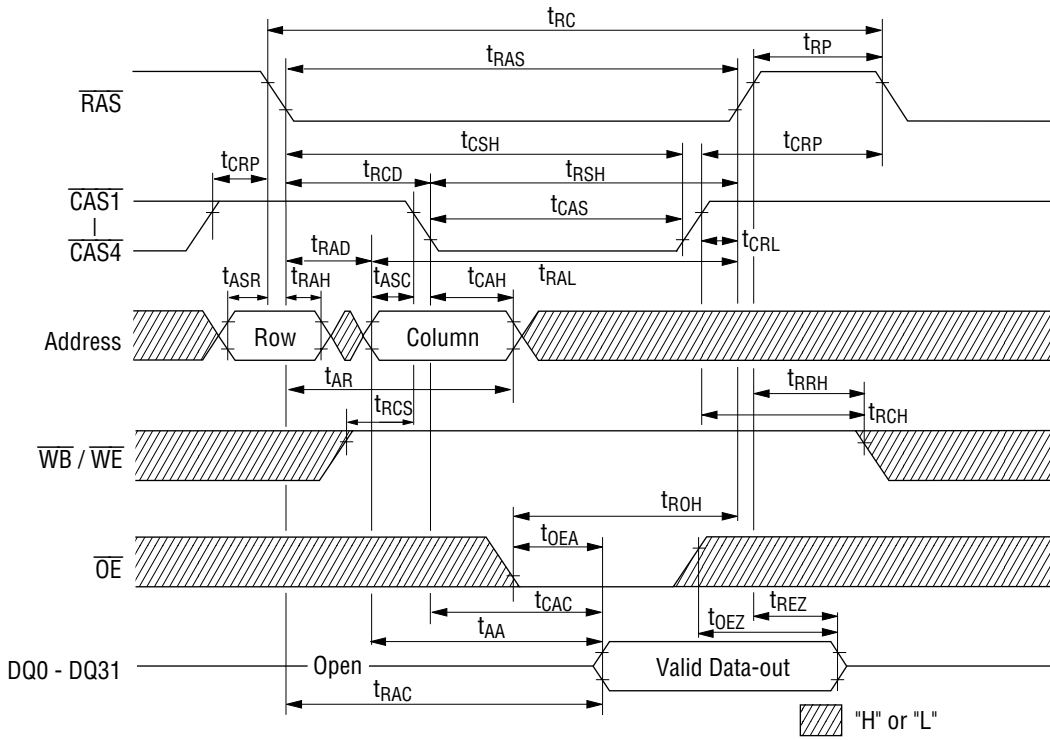 tRC
tRP
tRAS
RAS
tCSH
tCRP
tCRP
tRCD
tRSH
CAS1
|
CAS4
tCAS
tRAD
tCRL
tRAL
tASR
tRAH
tASC
tCAH
Address
Row
Column
tAR
tRRH
tRCS
tRCH
WB / WE
tROH
tOEA
OE
tCAC
tREZ
tOEZ
tAA
DQ0 - DQ31
Open
Valid Data-out
tRAC
"H" or "L"